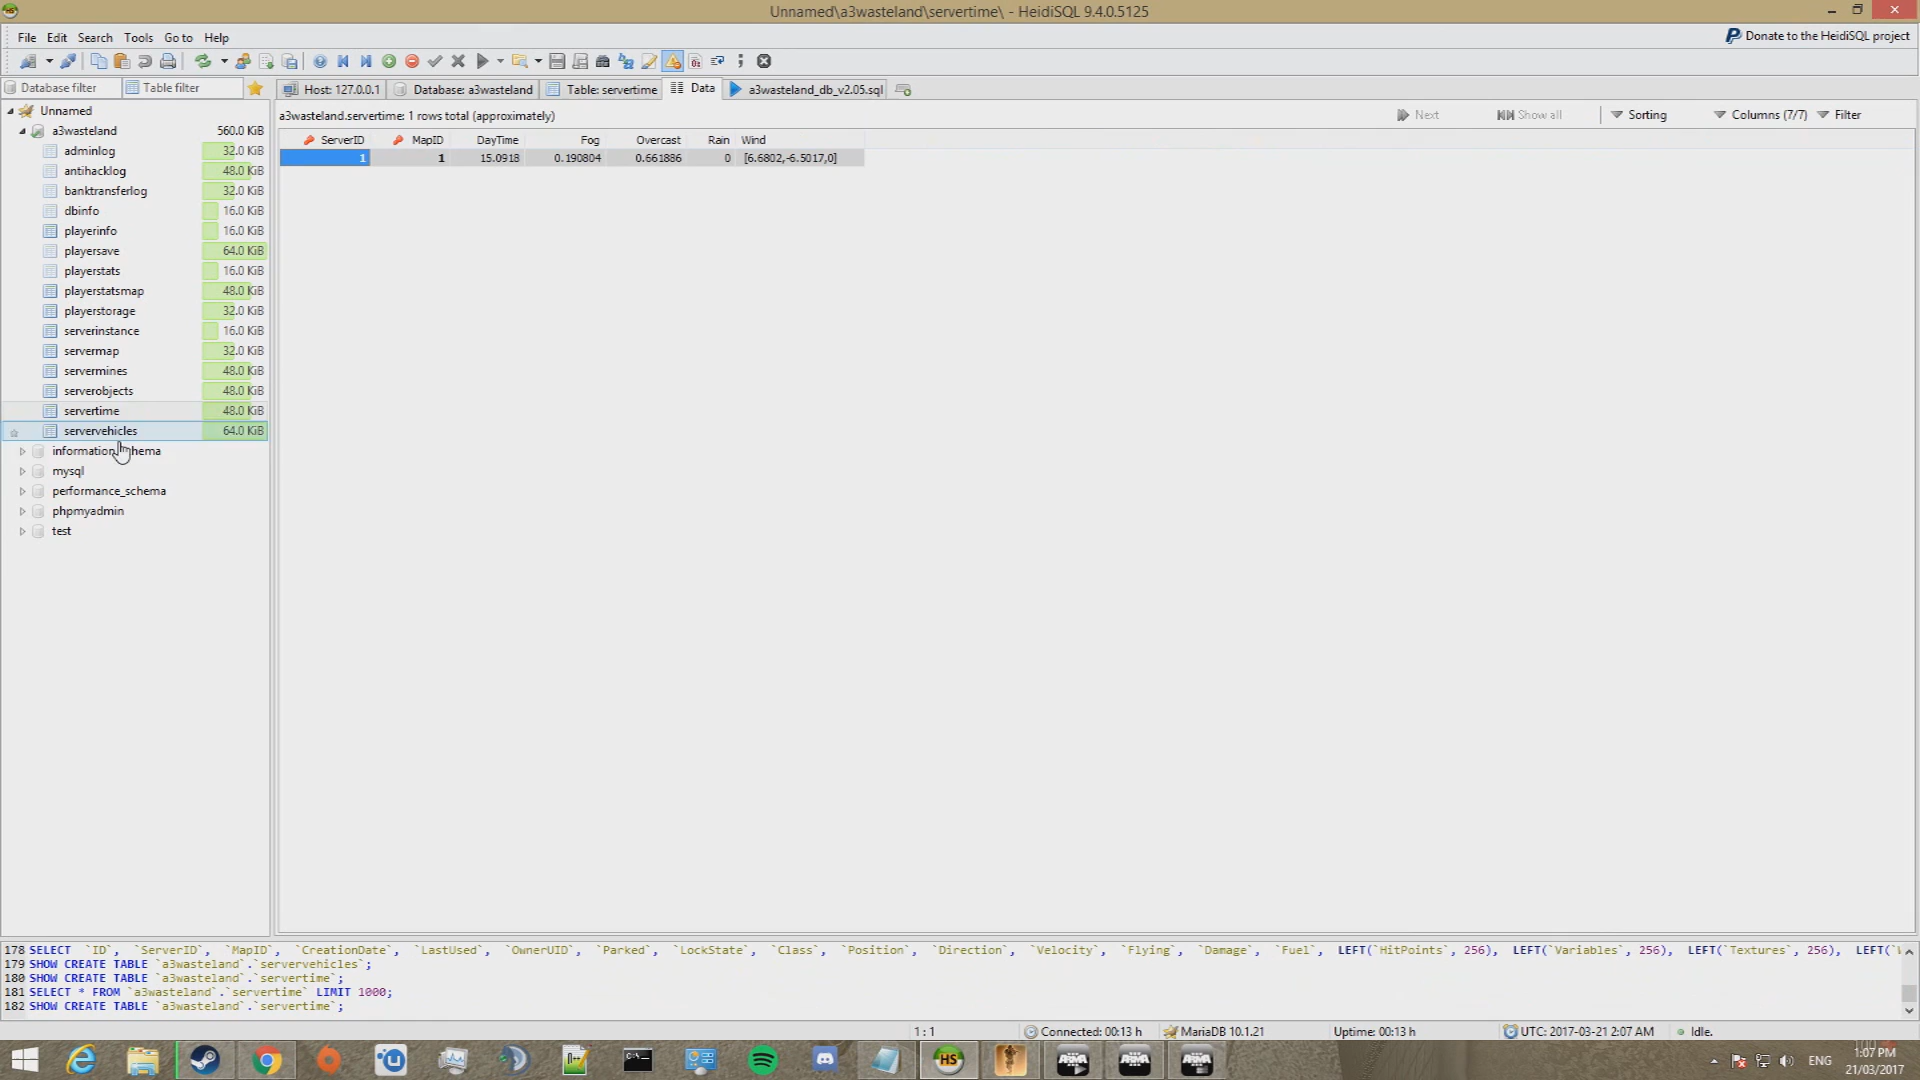 Unnamed\a3wasteland\servertime\ - HeidiSQL 9.4.0.5125
File Edit Search Tools Go to Help
Donate to the HeidiSQL project
Database filter Table filter
Host: 127.0.0.1 Database: a3wasteland Table: servertime Data a3wasteland_db_v2.05.sql
a3wasteland.servertime: 1 rows total (approximately)
Next Show all Sorting Columns (7/7) Filter
ServerID MapID DayTime Fog Overcast Rain Wind
1 1 15.0918 0.190804 0.661886 0 [6.6802,-6.5017,0]
Unnamed
a3wasteland 560.0 KiB
adminlog 32.0 KiB
antihacklog 48.0 KiB
banktransferlog 32.0 KiB
dbinfo 16.0 KiB
playerinfo 16.0 KiB
playersave 64.0 KiB
playerstats 16.0 KiB
playerstatsmap 48.0 KiB
playerstorage 32.0 KiB
serverinstance 16.0 KiB
servermap 32.0 KiB
servermines 48.0 KiB
serverobjects 48.0 KiB
servertime 48.0 KiB
servervehicles 64.0 KiB
mysql
performance_schema
phpmyadmin
test
178 SELECT `ID`, `ServerID`, `MapID`, `CreationDate`, `LastUsed`, `OwnerUID`, `Parked`, `LockState`, `Class`, `Position`, `Direction`, `Velocity`, `Flying`, `Damage`, `Fuel`, LEFT(`HitPoints`, 256), LEFT(`Variables`, 256), LEFT(`Textures`, 256), LEFT(
179 SHOW CREATE TABLE `a3wasteland`.`servervehicles`;
180 SHOW CREATE TABLE `a3wasteland`.`servertime`;
181 SELECT * FROM `a3wasteland`.`servertime` LIMIT 1000;
182 SHOW CREATE TABLE `a3wasteland`.`servertime`;
1 : 1 Connected: 00:13 h MariaDB 10.1.21 Uptime: 00:13 h UTC: 2017-03-21 2:07 AM Idle.
HS ARMA ARMA ARMA ENG 1:07 PM
21/03/2017